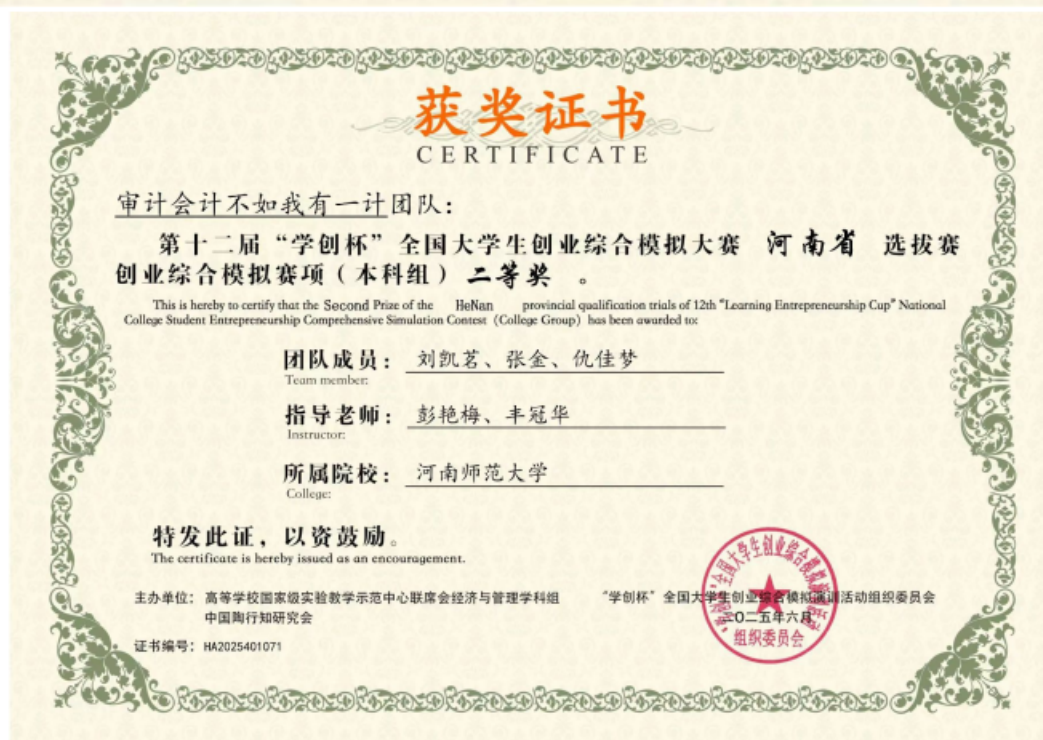 获奖证书
CERTIFICATE
审计会计不如我有一计团队：
第十二届“学创杯”全国大学生创业综合模拟大赛 河南省 选拔赛
创业综合模拟赛项（本科组）二等奖 。
This is hereby to certify that the Second Prize of the HeNan provincial qualification trials of 12th "Learning Entrepreneurship Cup" National
College Student Entrepreneurship Comprehensive Simulation Contest (College Group) has been awarded to:
团队成员： 刘凯茗、张金、仇佳梦
Team member:
指导老师： 彭艳梅、丰冠华
Instructor:
所属院校： 河南师范大学
College:
特发此证，以资鼓励。
The certificate is hereby issued as an encouragement.
主办单位： 高等学校国家级实验教学示范中心联席会经济与管理学科组
中国陶行知研究会
“学创杯”全国大学生创业综合模拟演训活动组织委员会
二〇二五年六月
组织委员会
证书编号： HA2025401071